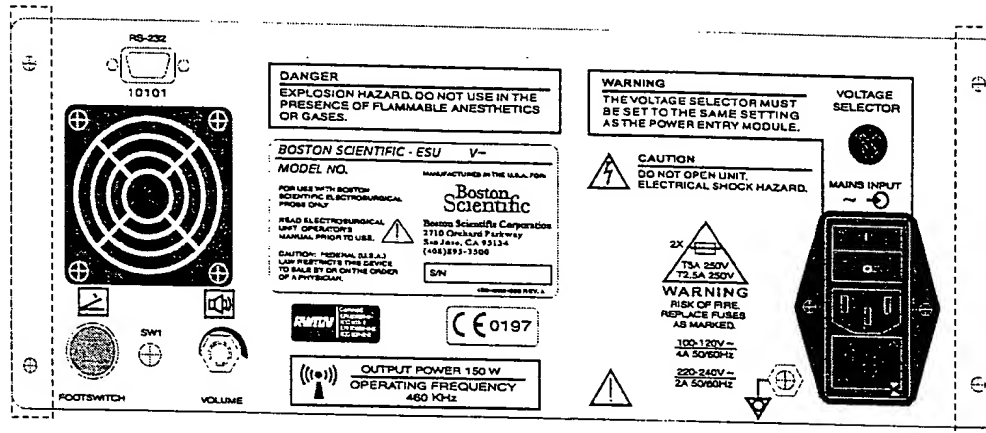 RS-232
10101
FOOTSWITCH
SW1
VOLUME
DANGER
EXPLOSION HAZARD. DO NOT USE IN THE
PRESENCE OF FLAMMABLE ANESTHETICS
OR GASES.
BOSTON SCIENTIFIC - ESU V~
MODEL NO.
FOR USE WITH BOSTON
SCIENTIFIC ELECTROSURGICAL
PROBE ONLY
READ ELECTROSURGICAL
UNIT OPERATOR'S
MANUAL PRIOR TO USE.
CAUTION: FEDERAL (U.S.A.)
LAW RESTRICTS THIS DEVICE
TO SALE BY OR ON THE ORDER
OF A PHYSICIAN.
MANUFACTURED IN THE U.S.A. FOR:
Boston
Scientific
Boston Scientific Corporation
2710 Orchard Parkway
San Jose, CA 95134
(408)895-3500
S/N
CE 0197
OUTPUT POWER 150 W
OPERATING FREQUENCY
460 KHz
WARNING
THE VOLTAGE SELECTOR MUST
BE SET TO THE SAME SETTING
AS THE POWER ENTRY MODULE.
CAUTION
DO NOT OPEN UNIT.
ELECTRICAL SHOCK HAZARD.
2X
T5A 250V
T2.5A 250V
WARNING
RISK OF FIRE.
REPLACE FUSES
AS MARKED.
100-120V~
4A 50/60Hz
220-240V~
2A 50/60Hz
VOLTAGE
SELECTOR
MAINS INPUT
~